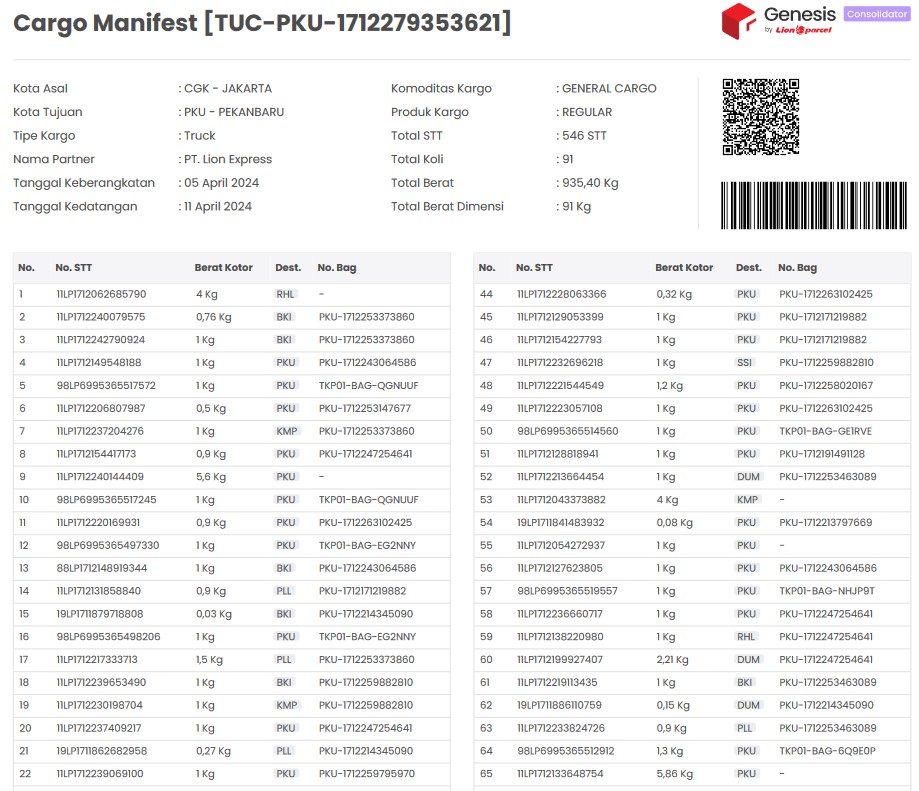 Cargo Manifest [TUC-PKU-1712279353621]
Genesis
Consolidator
by Lion parcel
Kota Asal : CGK - JAKARTA
Kota Tujuan : PKU - PEKANBARU
Tipe Kargo : Truck
Nama Partner : PT. Lion Express
Tanggal Keberangkatan : 05 April 2024
Tanggal Kedatangan : 11 April 2024
Komoditas Kargo : GENERAL CARGO
Produk Kargo : REGULAR
Total STT : 546 STT
Total Koli : 91
Total Berat : 935,40 Kg
Total Berat Dimensi : 91 Kg
No. No. STT Berat Kotor Dest. No. Bag
1 11LP1712062685790 4 Kg RHL -
2 11LP1712240079575 0,76 Kg BKI PKU-1712253373860
3 11LP1712242790924 1 Kg BKI PKU-1712253373860
4 11LP1712149548188 1 Kg PKU PKU-1712243064586
5 98LP6995365517572 1 Kg PKU TKP01-BAG-QGNUUF
6 11LP1712206807987 0,5 Kg PKU PKU-1712253147677
7 11LP1712237204276 1 Kg KMP PKU-1712253373860
8 11LP1712154417173 0,9 Kg PKU PKU-1712247254641
9 11LP1712240144409 5,6 Kg PKU -
10 98LP6995365517245 1 Kg PKU TKP01-BAG-QGNUUF
11 11LP1712220169931 0,9 Kg PKU PKU-1712263102425
12 98LP6995365497330 1 Kg PKU TKP01-BAG-EG2NNY
13 88LP1712148919344 1 Kg BKI PKU-1712243064586
14 11LP1712131858840 0,9 Kg PLL PKU-1712171219882
15 19LP1711879718808 0,03 Kg BKI PKU-1712214345090
16 98LP6995365498206 1 Kg PKU TKP01-BAG-EG2NNY
17 11LP1712217333713 1,5 Kg PLL PKU-1712253373860
18 11LP1712239653490 1 Kg BKI PKU-1712259882810
19 11LP1712230198704 1 Kg KMP PKU-1712259882810
20 11LP1712237409217 1 Kg PKU PKU-1712247254641
21 19LP1711862682958 0,27 Kg PLL PKU-1712214345090
22 11LP1712239069100 1 Kg PKU PKU-1712259795970
No. No. STT Berat Kotor Dest. No. Bag
44 11LP1712228063366 0,32 Kg PKU PKU-1712263102425
45 11LP1712129053399 1 Kg PKU PKU-1712171219882
46 11LP1712154227793 1 Kg PKU PKU-1712171219882
47 11LP1712232696218 1 Kg SSI PKU-1712259882810
48 11LP1712221544549 1,2 Kg PKU PKU-1712258020167
49 11LP1712223057108 1 Kg PKU PKU-1712263102425
50 98LP6995365514560 1 Kg PKU TKP01-BAG-GE1RVE
51 11LP1712128818941 1 Kg PKU PKU-1712191491128
52 11LP1712213664454 1 Kg DUM PKU-1712253463089
53 11LP1712043373882 4 Kg KMP -
54 19LP1711841483932 0,08 Kg PKU PKU-1712213797669
55 11LP1712054272937 1 Kg PKU -
56 11LP1712127623805 1 Kg PKU PKU-1712243064586
57 98LP6995365519557 1 Kg PKU TKP01-BAG-NHJP9T
58 11LP1712236660717 1 Kg PKU PKU-1712247254641
59 11LP1712138220980 1 Kg RHL PKU-1712247254641
60 11LP1712199927407 2,21 Kg DUM PKU-1712247254641
61 11LP1712219113435 1 Kg BKI PKU-1712253463089
62 19LP1711886110759 0,15 Kg DUM PKU-1712214345090
63 11LP1712233824726 0,9 Kg PLL PKU-1712253463089
64 98LP6995365512912 1,3 Kg PKU TKP01-BAG-6Q9E0P
65 11LP1712133648754 5,86 Kg PKU -